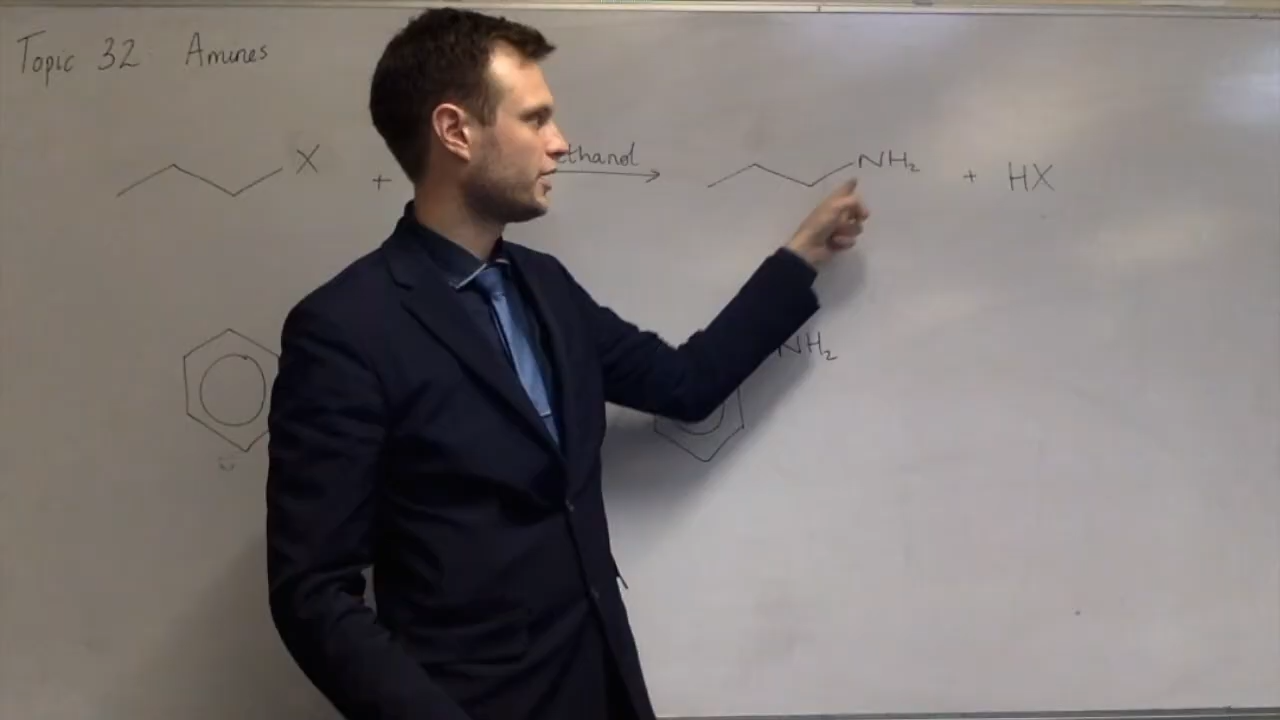 Topic 32 Amines
X + ethanol NH₂ + HX
NH₂